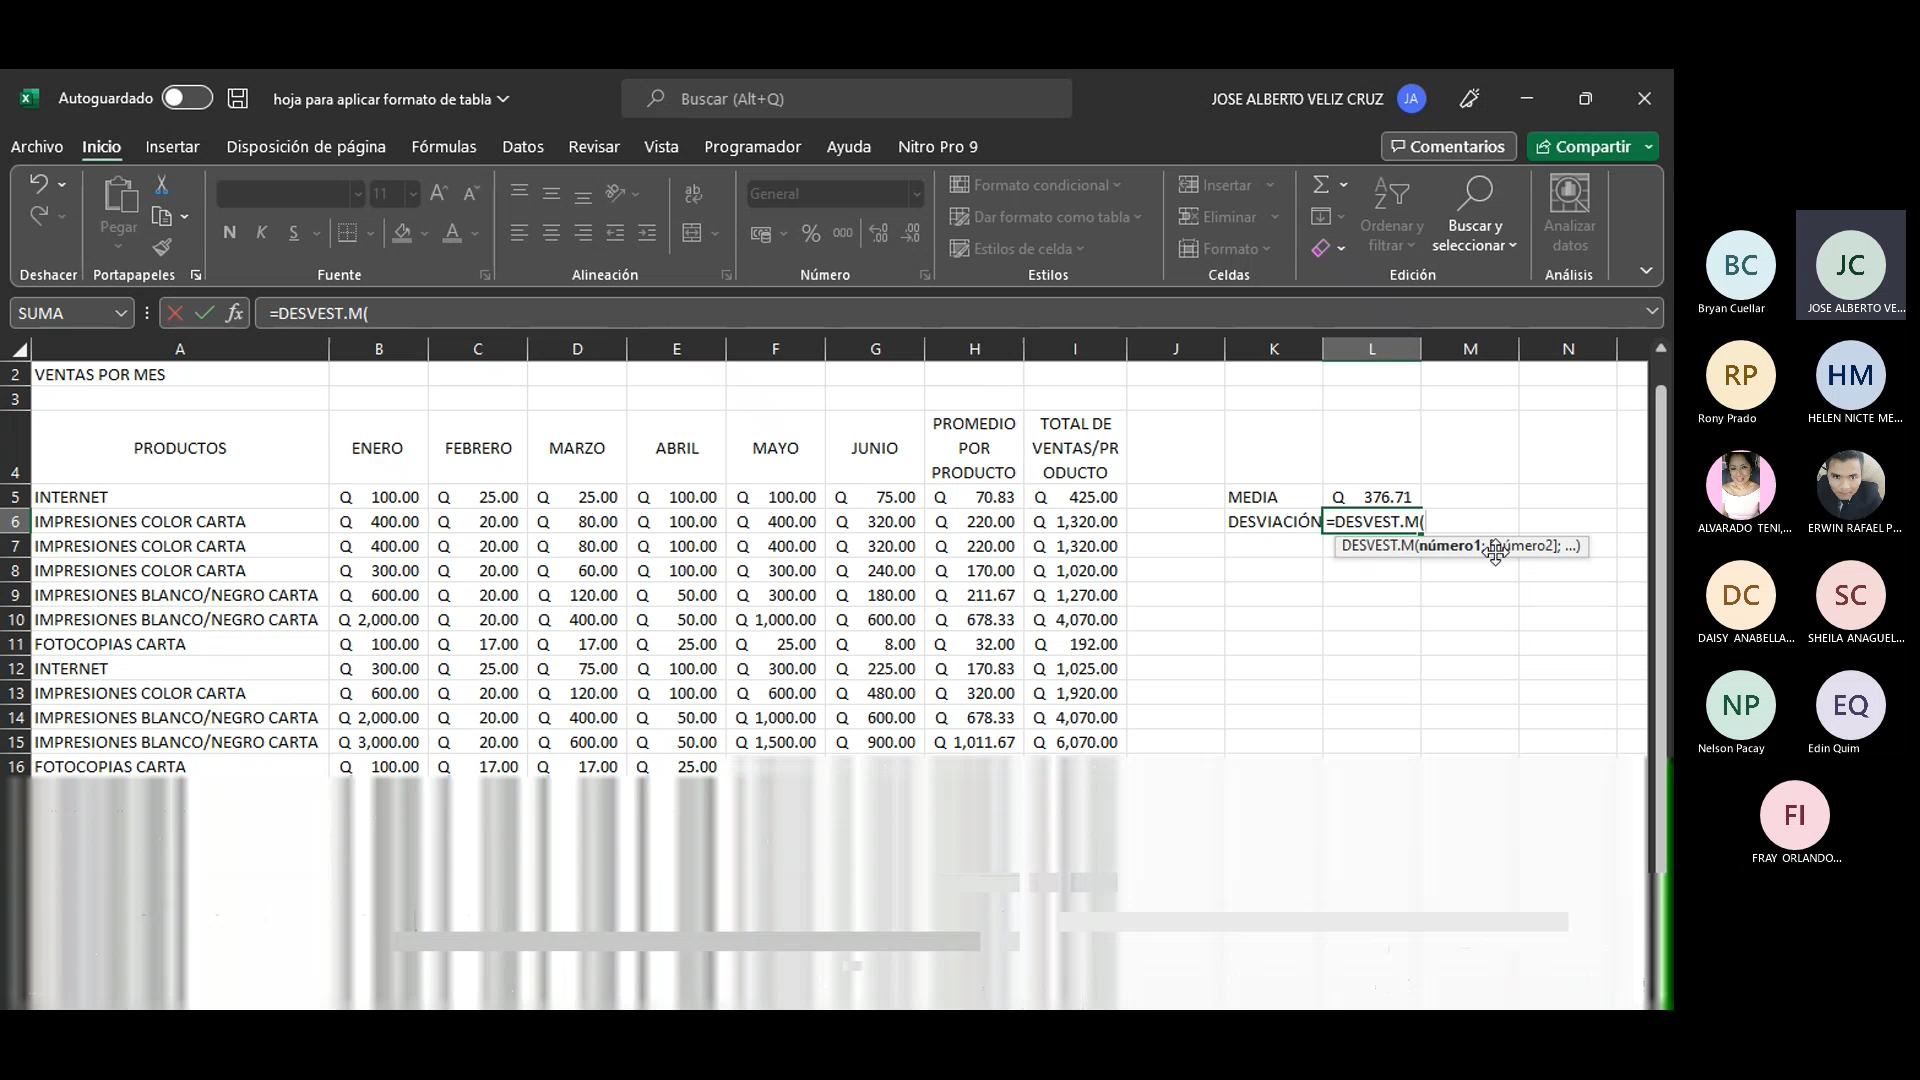 Autoguardado hoja para aplicar formato de tabla Buscar (Alt+Q) JOSE ALBERTO VELIZ CRUZ JA
Archivo Inicio Insertar Disposición de página Fórmulas Datos Revisar Vista Programador Ayuda Nitro Pro 9 Comentarios Compartir
Pegar
11
N K S
ab
General
% 000
Formato condicional
Dar formato como tabla
Estilos de celda
Insertar
Eliminar
Formato
Ordenar y
filtrar
Buscar y
seleccionar
Analizar
datos
Deshacer Portapapeles Fuente Alineación Número Estilos Celdas Edición Análisis
SUMA fx =DESVEST.M(
A B C D E F G H I J K L M N
2 VENTAS POR MES
3
4 PRODUCTOS ENERO FEBRERO MARZO ABRIL MAYO JUNIO PROMEDIO POR PRODUCTO TOTAL DE VENTAS/PR ODUCTO
5 INTERNET Q 100.00 Q 25.00 Q 25.00 Q 100.00 Q 100.00 Q 75.00 Q 70.83 Q 425.00 MEDIA Q 376.71
6 IMPRESIONES COLOR CARTA Q 400.00 Q 20.00 Q 80.00 Q 100.00 Q 400.00 Q 320.00 Q 220.00 Q 1,320.00 DESVIACIÓN =DESVEST.M(
7 IMPRESIONES COLOR CARTA Q 400.00 Q 20.00 Q 80.00 Q 100.00 Q 400.00 Q 320.00 Q 220.00 Q 1,320.00 DESVEST.M(número1; [número2]; ...)
8 IMPRESIONES COLOR CARTA Q 300.00 Q 20.00 Q 60.00 Q 100.00 Q 300.00 Q 240.00 Q 170.00 Q 1,020.00
9 IMPRESIONES BLANCO/NEGRO CARTA Q 600.00 Q 20.00 Q 120.00 Q 50.00 Q 300.00 Q 180.00 Q 211.67 Q 1,270.00
10 IMPRESIONES BLANCO/NEGRO CARTA Q 2,000.00 Q 20.00 Q 400.00 Q 50.00 Q 1,000.00 Q 600.00 Q 678.33 Q 4,070.00
11 FOTOCOPIAS CARTA Q 100.00 Q 17.00 Q 17.00 Q 25.00 Q 25.00 Q 8.00 Q 32.00 Q 192.00
12 INTERNET Q 300.00 Q 25.00 Q 75.00 Q 100.00 Q 300.00 Q 225.00 Q 170.83 Q 1,025.00
13 IMPRESIONES COLOR CARTA Q 600.00 Q 20.00 Q 120.00 Q 100.00 Q 600.00 Q 480.00 Q 320.00 Q 1,920.00
14 IMPRESIONES BLANCO/NEGRO CARTA Q 2,000.00 Q 20.00 Q 400.00 Q 50.00 Q 1,000.00 Q 600.00 Q 678.33 Q 4,070.00
15 IMPRESIONES BLANCO/NEGRO CARTA Q 3,000.00 Q 20.00 Q 600.00 Q 50.00 Q 1,500.00 Q 900.00 Q 1,011.67 Q 6,070.00
16 FOTOCOPIAS CARTA Q 100.00 Q 17.00 Q 17.00 Q 25.00
BC JC
Bryan Cuellar JOSE ALBERTO VE...
RP HM
Rony Prado HELEN NICTE ME...
ALVARADO TENI,... ERWIN RAFAEL P...
DC SC
DAISY ANABELLA... SHEILA ANAGUEL...
NP EQ
Nelson Pacay Edin Quim
FI
FRAY ORLANDO...